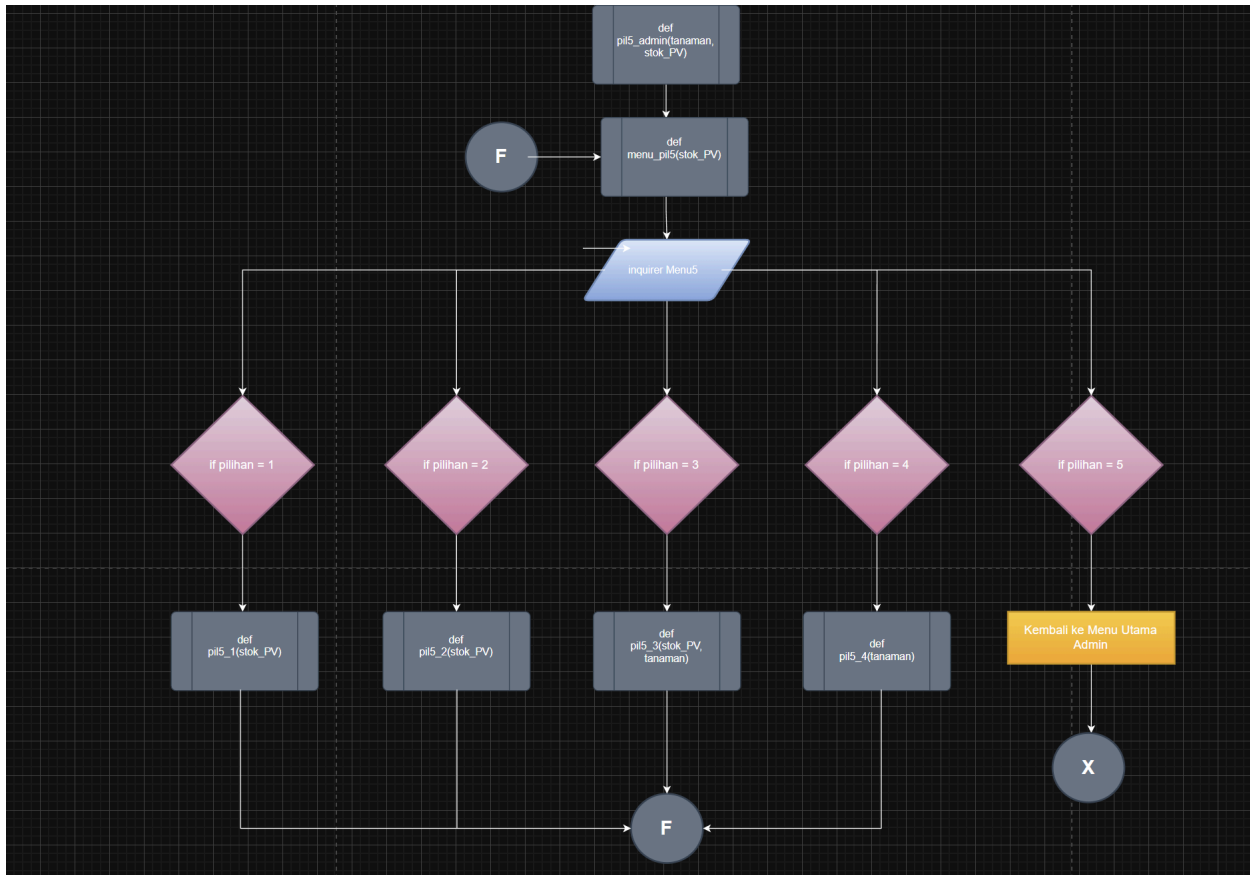 def
pil5_admin(tanaman,
stok_PV)
F
def
menu_pil5(stok_PV)
inquirer Menu5
if pilihan = 1
if pilihan = 2
if pilihan = 3
if pilihan = 4
if pilihan = 5
def
pil5_1(stok_PV)
def
pil5_2(stok_PV)
def
pil5_3(stok_PV,
tanaman)
def
pil5_4(tanaman)
Kembali ke Menu Utama
Admin
X
F